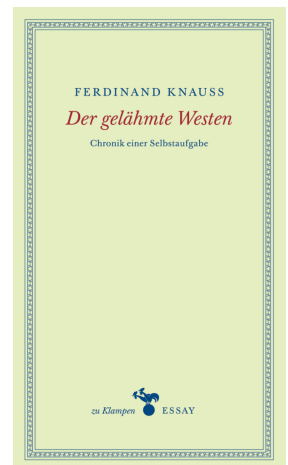 FERDINAND KNAUSS
Der gelähmte Westen
Chronik einer Selbstaufgabe
zu Klampen ESSAY